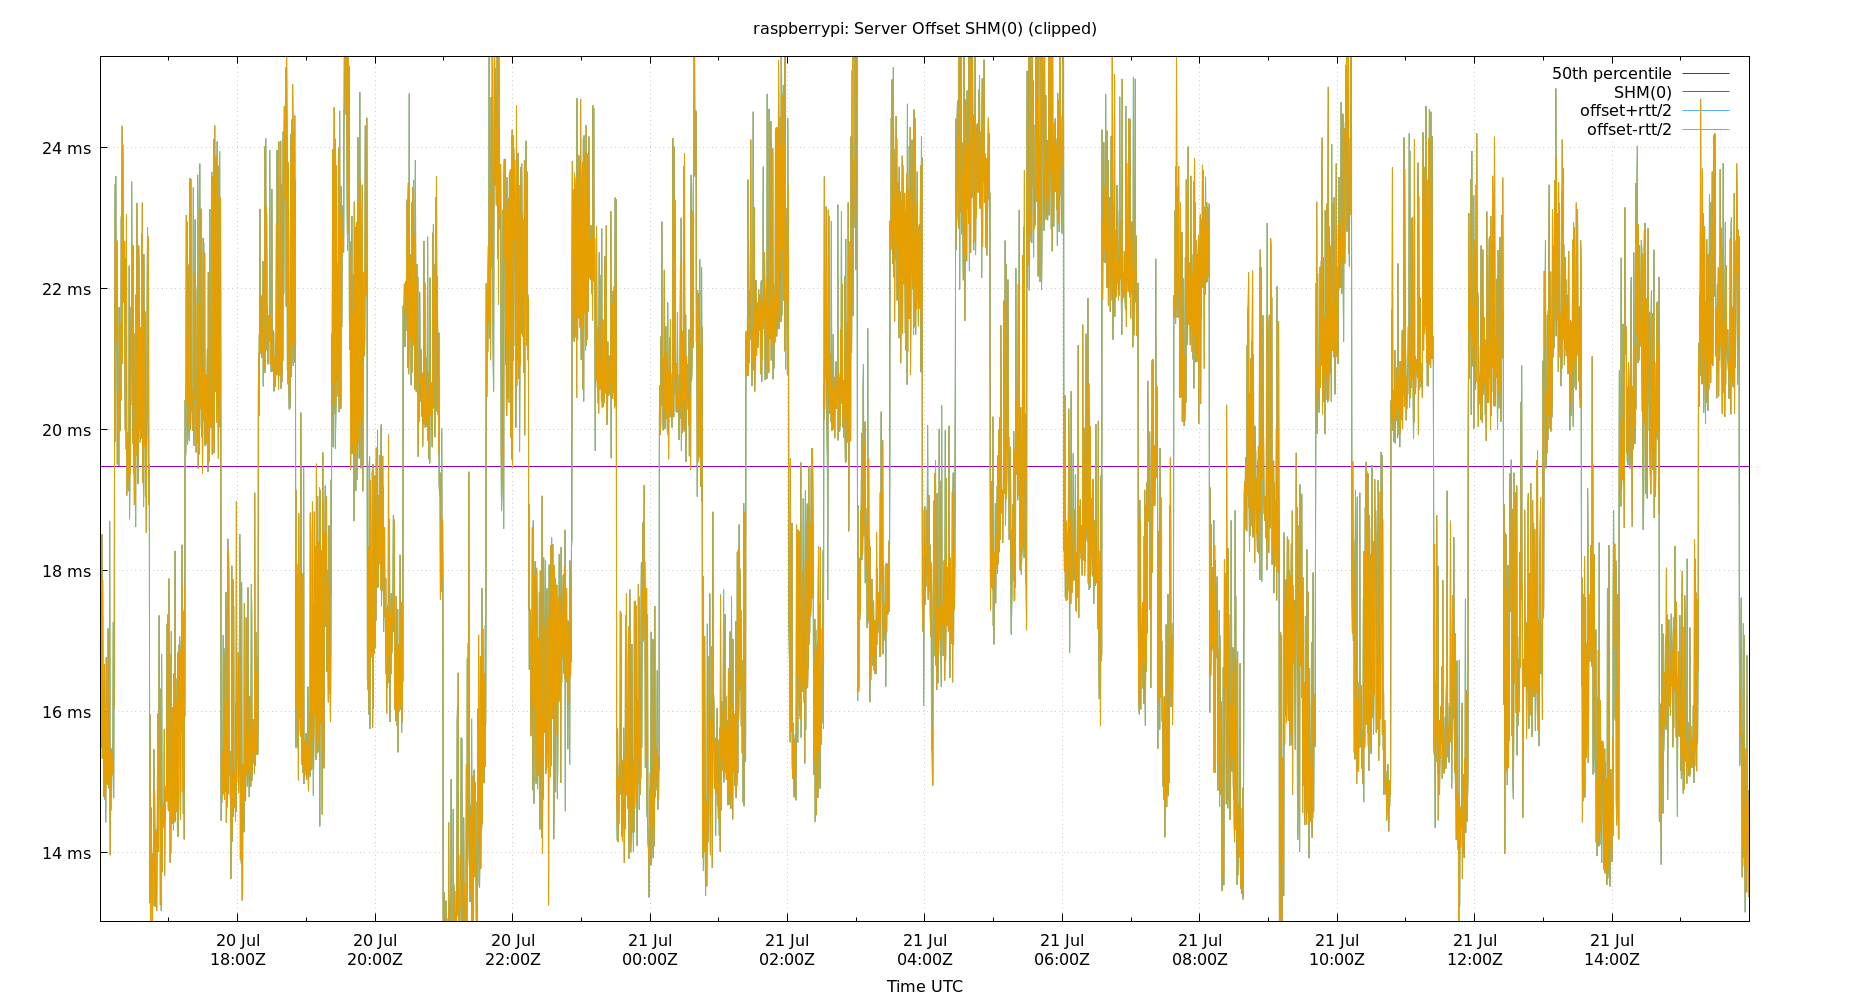 raspberrypi: Server Offset SHM(0) (clipped)
50th percentile
SHM(0)
offset+rtt/2
offset-rtt/2
24 ms
22 ms
20 ms
18 ms
16 ms
14 ms
20 Jul 20 Jul 20 Jul 21 Jul 21 Jul 21 Jul 21 Jul 21 Jul 21 Jul 21 Jul 21 Jul
18:00Z 20:00Z 22:00Z 00:00Z 02:00Z 04:00Z 06:00Z 08:00Z 10:00Z 12:00Z 14:00Z
Time UTC